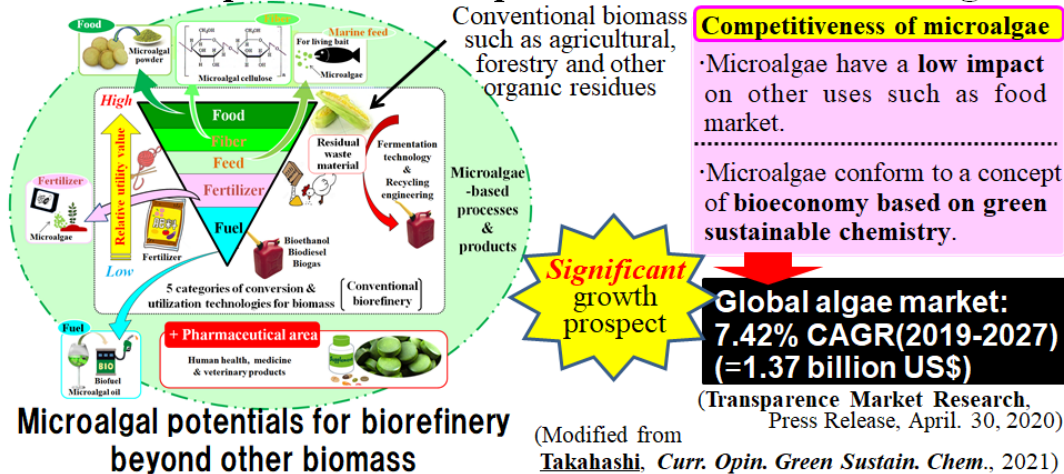 Conventional biomass
such as agricultural,
forestry and other
organic residues
Food
Microalgal
powder
Fiber
Microalgal cellulose
Marine feed
For living bait
Microalgae
High
Relative utility value
Low
Food
Fiber
Feed
Fertilizer
Fuel
Residual
waste
material
Fermentation
technology
&
Recycling
engineering
Fertilizer
Microalgae
Fertilizer
Bioethanol
Biodiesel
Biogas
5 categories of conversion &
utilization technologies for biomass
Conventional
biorefinery
Microalgae
-based
processes
&
products
Fuel
BIO
Biofuel
Microalgal oil
+ Pharmaceutical area
Human health, medicine
& veterinary products
Microalgal potentials for biorefinery
beyond other biomass
Competitiveness of microalgae
·Microalgae have a low impact
on other uses such as food
market.
·Microalgae conform to a concept
of bioeconomy based on green
sustainable chemistry.
Significant
growth
prospect
Global algae market:
7.42% CAGR(2019-2027)
(=1.37 billion US$)
(Transparence Market Research,
Press Release, April. 30, 2020)
(Modified from
Takahashi, Curr. Opin. Green Sustain. Chem., 2021)